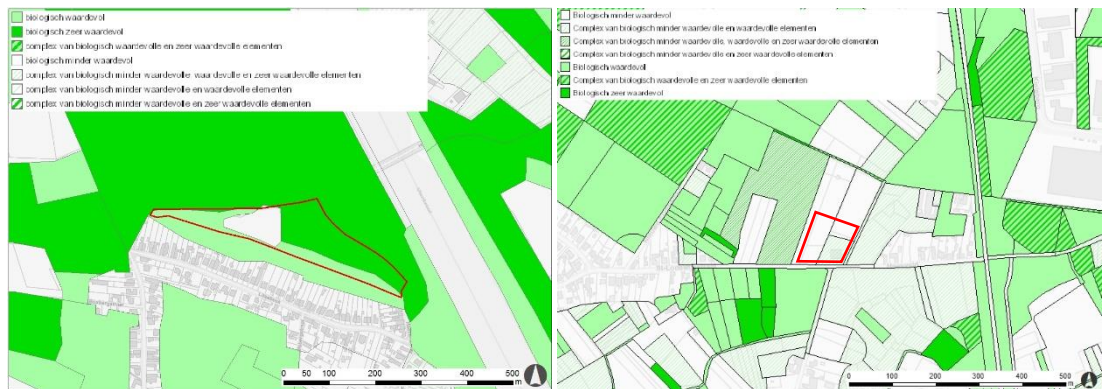 biologisch waardevol
biologisch zeer waardevol
complex van biologisch waardevolle en zeer waardevolle elementen
biologisch minder waardevol
complex van biologisch minder waardevolle, waardevolle en zeer waardevolle elementen
complex van biologisch minder waardevolle en waardevolle elementen
complex van biologisch minder waardevolle en zeer waardevolle elementen
0 100 200 300 400 500
m
Biologisch minder waardevol
Complex van biologisch minder waardevolle en waardevolle elementen
Complex van biologisch minder waardevolle, waardevolle en zeer waardevolle elementen
Complex van biologisch minder waardevolle en zeer waardevolle elementen
Biologisch waardevol
Complex van biologisch waardevolle en zeer waardevolle elementen
Biologisch zeer waardevol
0 100 200 300 400 500
m